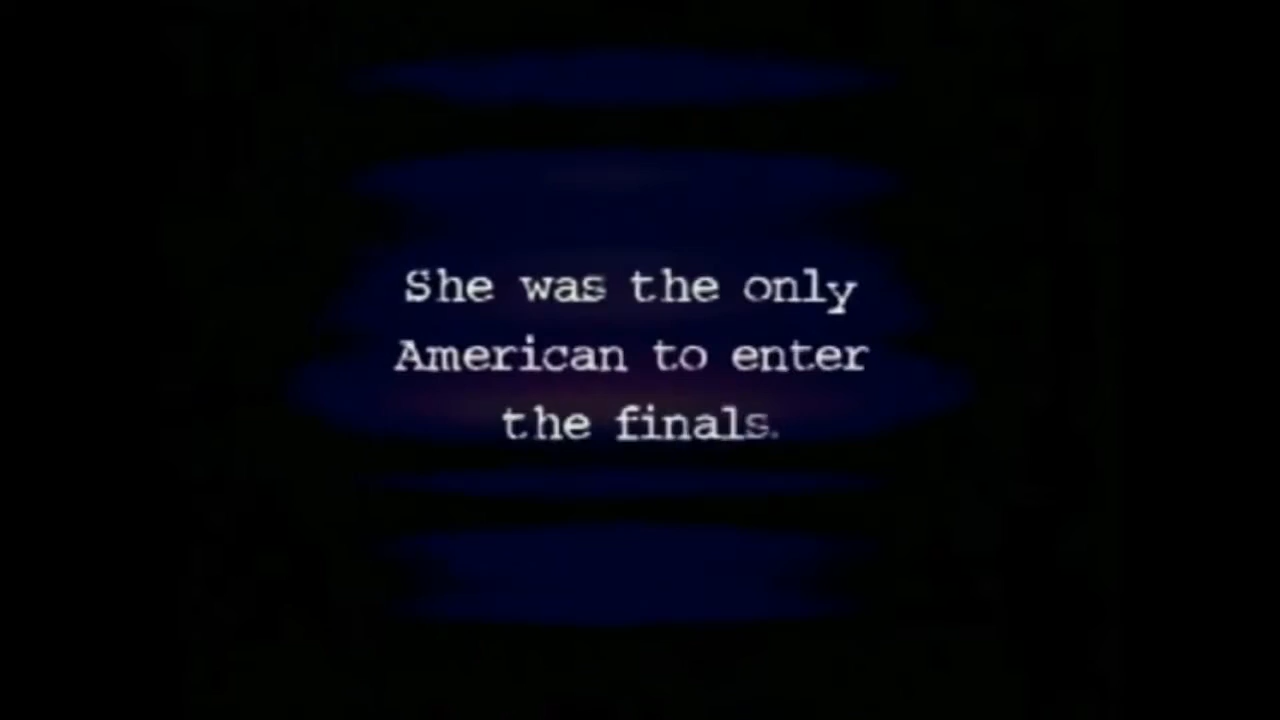 She was the only
American to enter
the finals.